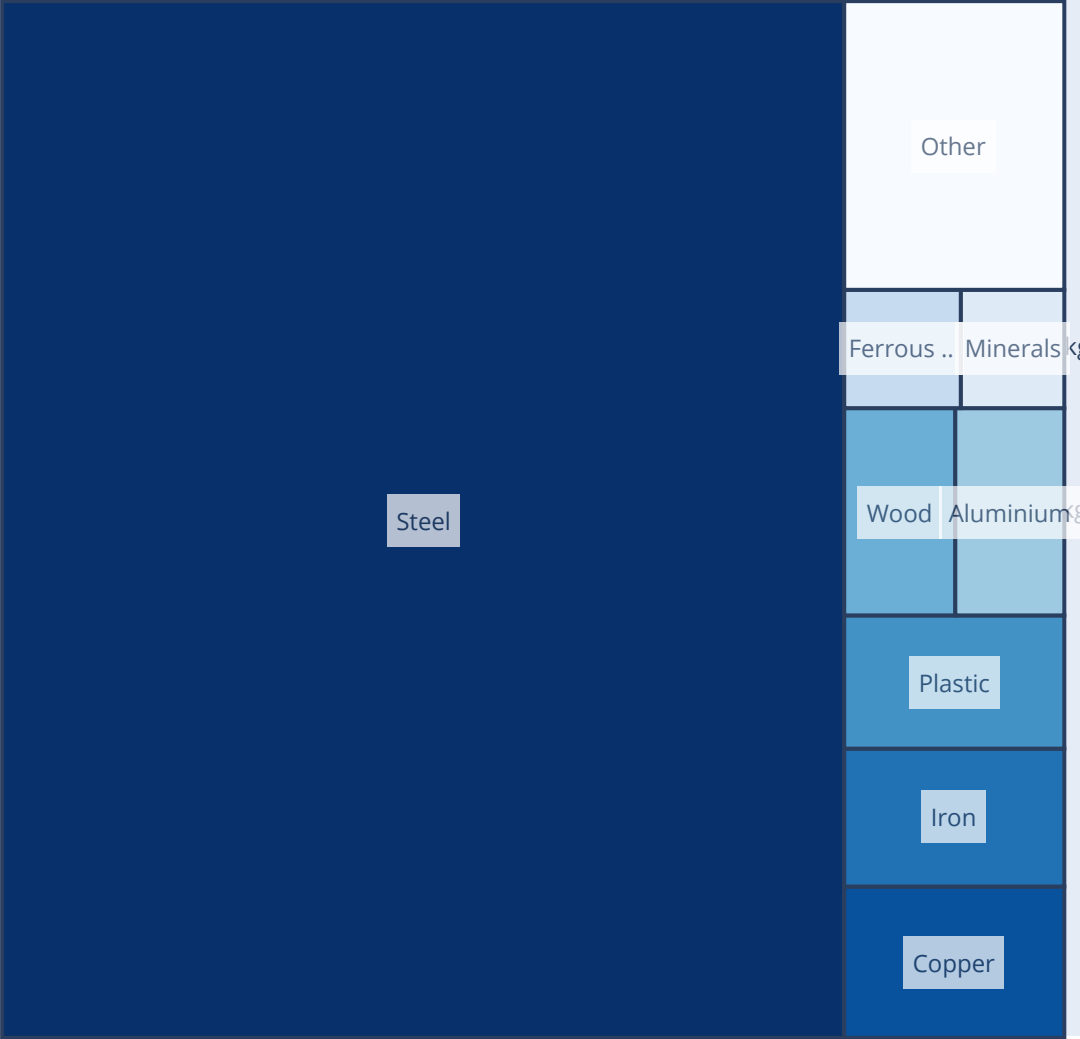 Other
Ferrous ..
Minerals
Steel
Wood
Aluminium
Plastic
Iron
Copper